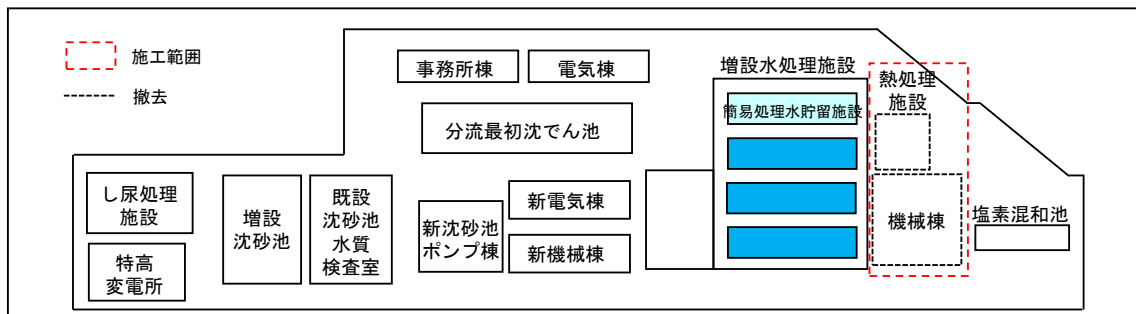 施工範囲
撤去
事務所棟
電気棟
増設水処理施設
熱処理
施設
簡易処理水貯留施設
分流最初沈でん池
し尿処理
施設
増設
沈砂池
既設
沈砂池
水質
検査室
新沈砂池
ポンプ棟
新電気棟
新機械棟
機械棟
塩素混和池
特高
変電所